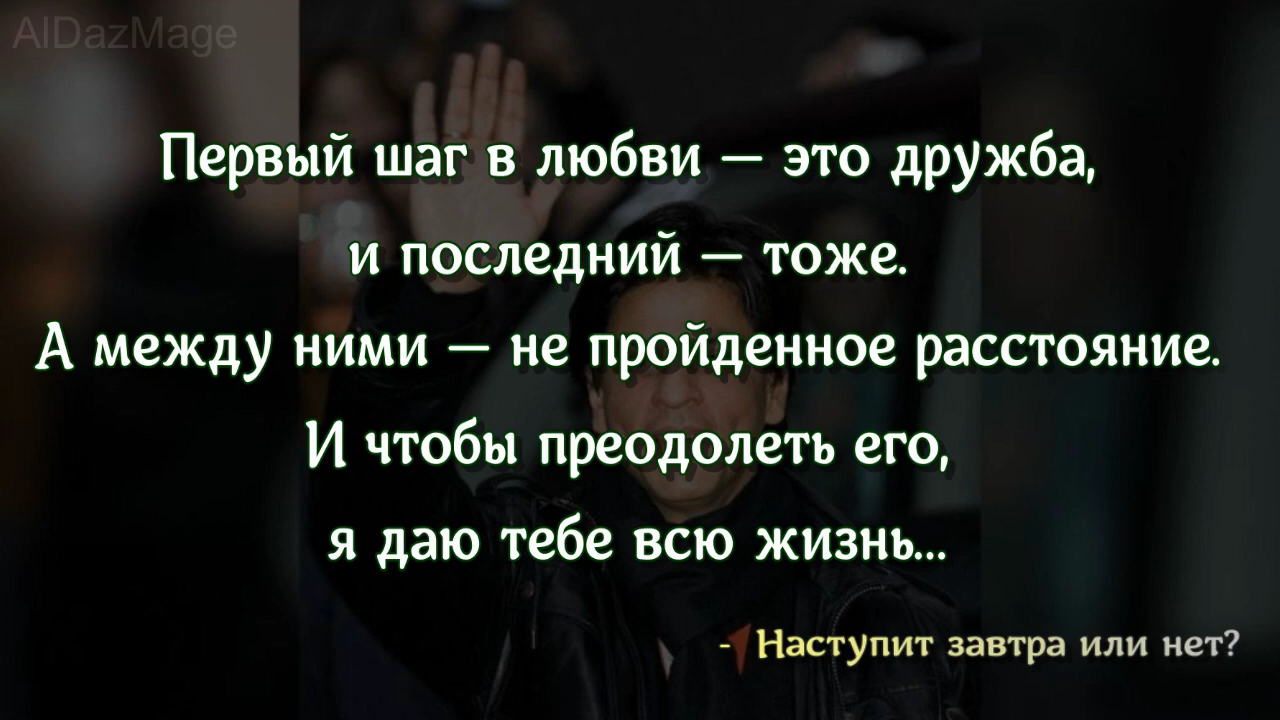 AlDazMage
Первый шаг в любви — это дружба,
и последний — тоже.
А между ними — не пройденное расстояние.
И чтобы преодолеть его,
я даю тебе всю жизнь...
- Наступит завтра или нет?